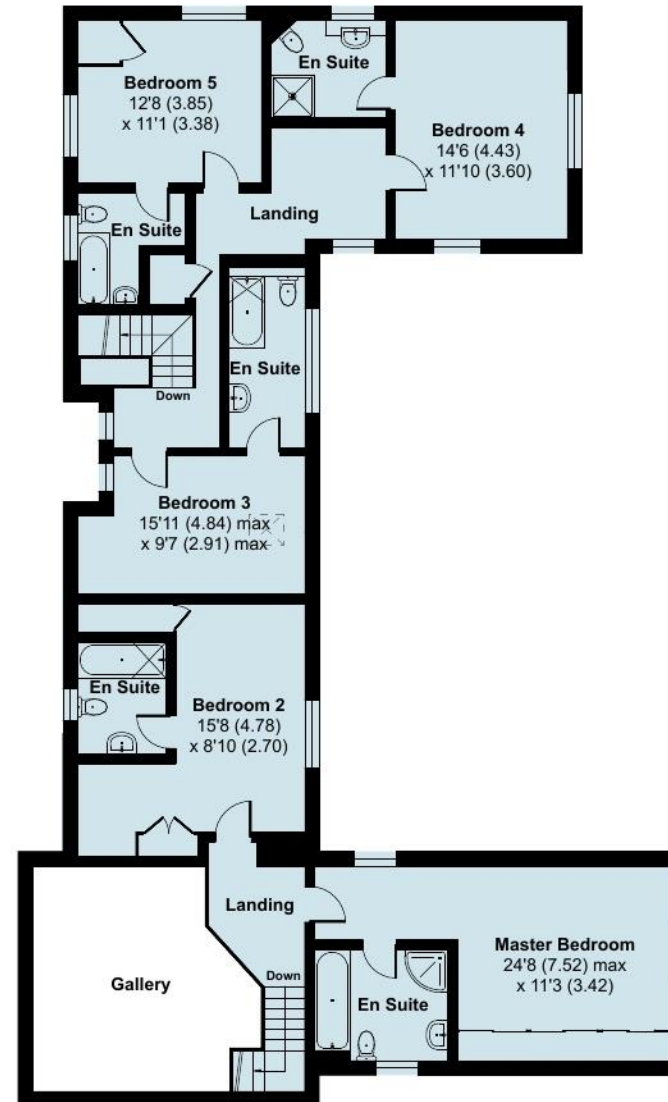 Bedroom 5
12'8 (3.85)
x 11'1 (3.38)
En Suite
Bedroom 4
14'6 (4.43)
x 11'10 (3.60)
En Suite
Landing
En Suite
Down
Bedroom 3
15'11 (4.84) max
x 9'7 (2.91) max
En Suite
Bedroom 2
15'8 (4.78)
x 8'10 (2.70)
Landing
Gallery
Down
Master Bedroom
24'8 (7.52) max
x 11'3 (3.42)
En Suite